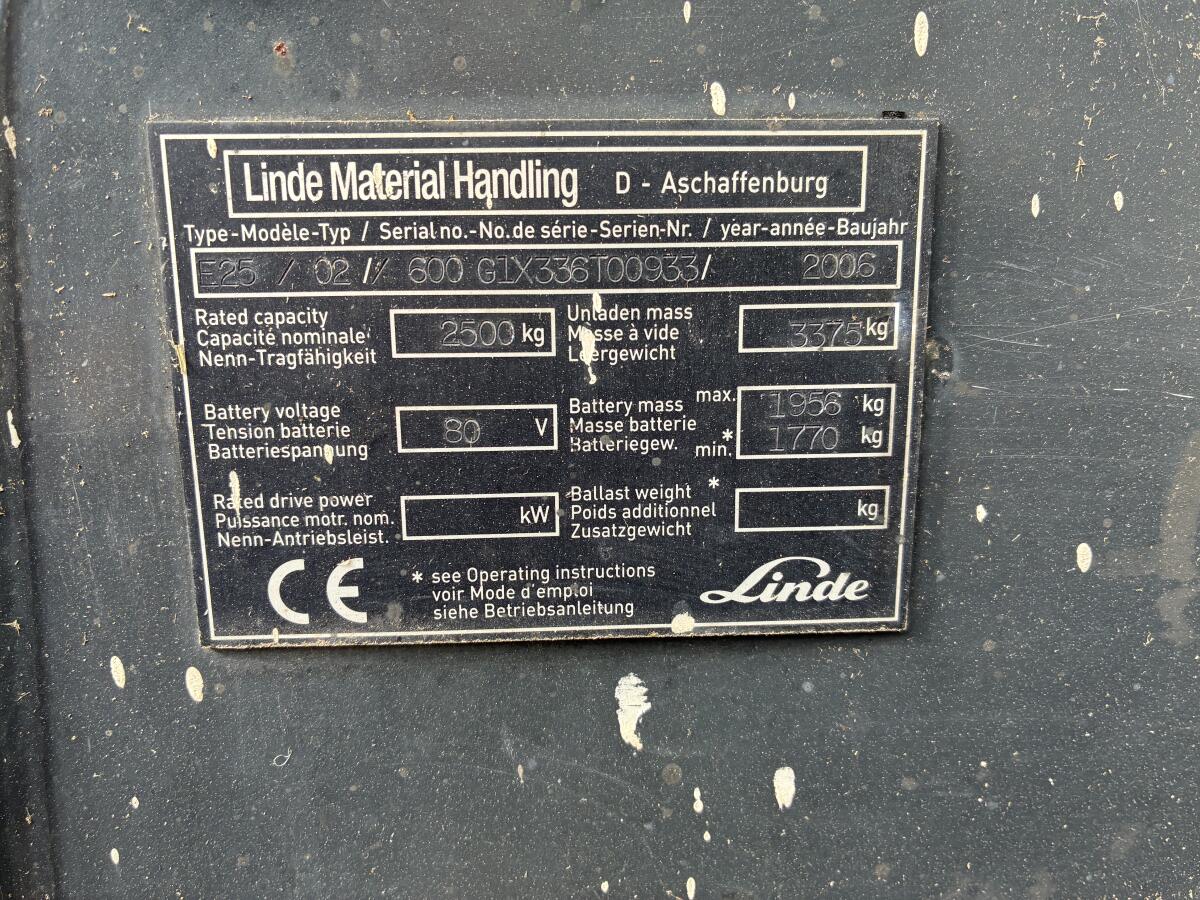 Linde Material Handling D - Aschaffenburg
Type-Modèle-Typ / Serial no.-No.de série-Serien-Nr. / year-année-Baujahr
E25 / 02 // 600 G1X336T00933/ 2006
Rated capacity
Capacité nominale
Nenn-Tragfähigkeit
2500 kg
Unladen mass
Masse à vide
Leergewicht
3375 kg
Battery voltage
Tension batterie
Batteriespannung
80 V
Battery mass
Masse batterie
Batteriegew.
max. 1956 kg
min.* 1770 kg
Rated drive power
Puissance motr. nom.
Nenn-Antriebsleist.
kW
Ballast weight *
Poids additionnel
Zusatzgewicht
kg
CE
* see Operating instructions
voir Mode d'emp.oi
siehe Betriebsanleitung
Linde